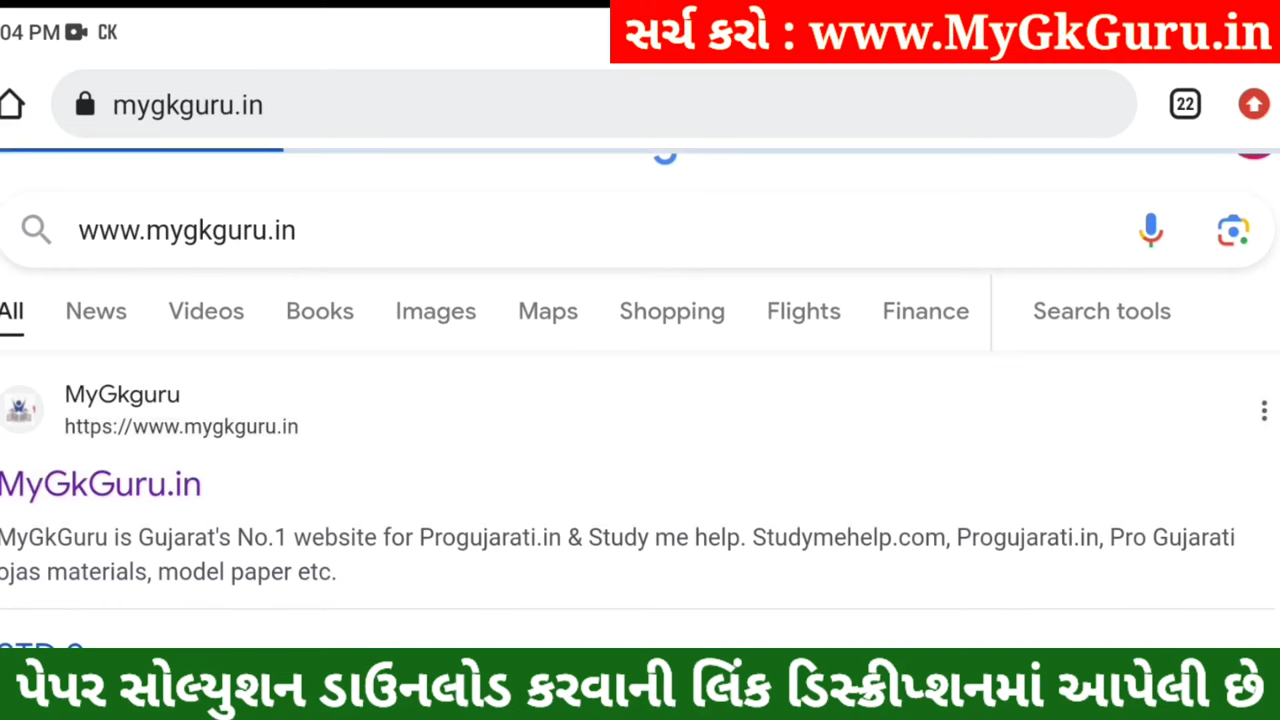 04 PM CK
સર્ચ કરો : www.MyGkGuru.in
mygkguru.in
22
www.mygkguru.in
All News Videos Books Images Maps Shopping Flights Finance Search tools
MyGkguru
https://www.mygkguru.in
MyGkGuru.in
MyGkGuru is Gujarat's No.1 website for Progujarati.in & Study me help. Studymehelp.com, Progujarati.in, Pro Gujarati
ojas materials, model paper etc.
પેપર સોલ્યુશન ડાઉનલોડ કરવાની લિંક ડિસ્ક્રીપ્શનમાં આપેલી છે